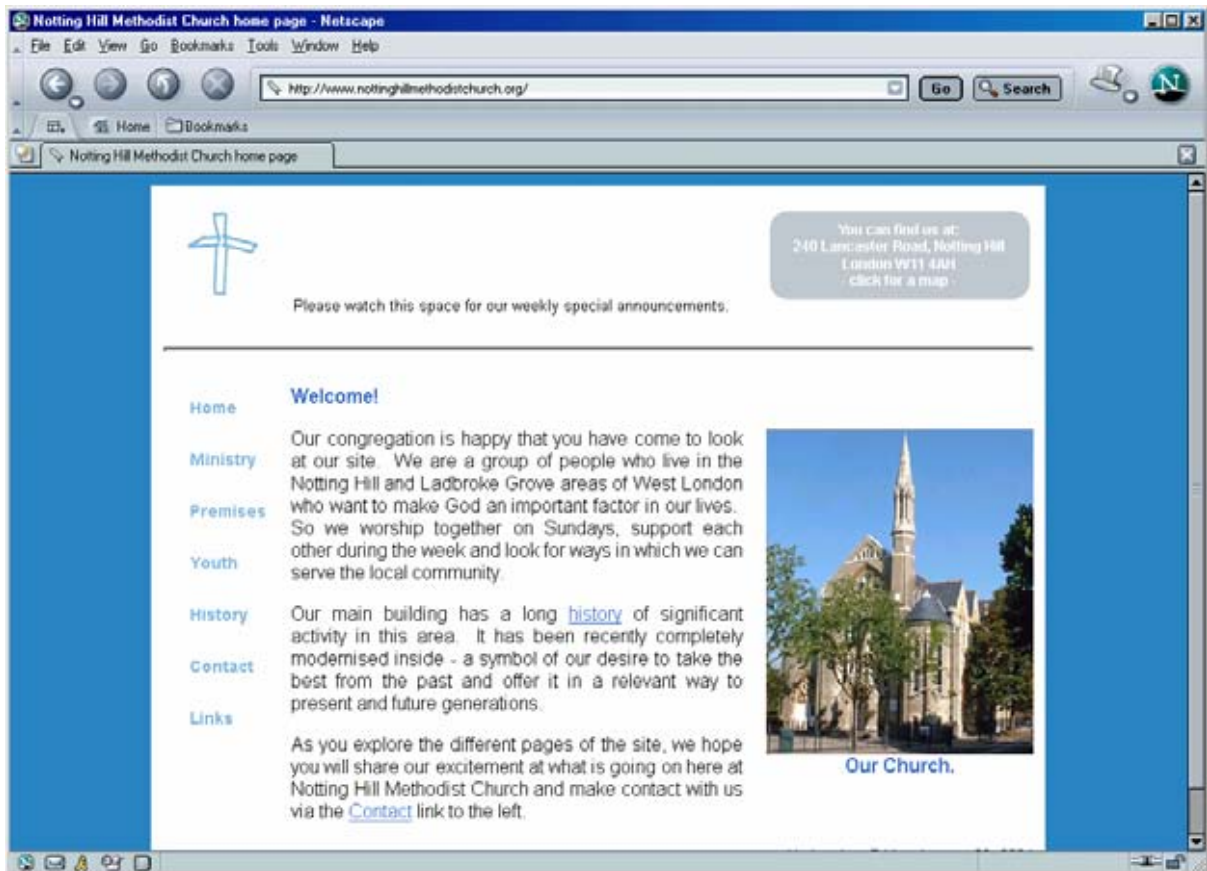 Notting Hill Methodist Church home page - Netscape
File Edit View Go Bookmarks Tools Window Help
http://www.nottinghillmethodistchurch.org/ Go Search N
Home Bookmarks
Notting Hill Methodist Church home page
You can find us at:
240 Lancaster Road, Notting Hill
London W11 4AH
click for a map
Please watch this space for our weekly special announcements.
Home
Ministry
Premises
Youth
History
Contact
Links
Welcome!
Our congregation is happy that you have come to look
at our site. We are a group of people who live in the
Notting Hill and Ladbroke Grove areas of West London
who want to make God an important factor in our lives.
So we worship together on Sundays, support each
other during the week and look for ways in which we can
serve the local community.
Our main building has a long history of significant
activity in this area. It has been recently completely
modernised inside - a symbol of our desire to take the
best from the past and offer it in a relevant way to
present and future generations.
As you explore the different pages of the site, we hope
you will share our excitement at what is going on here at
Notting Hill Methodist Church and make contact with us
via the Contact link to the left.
Our Church.